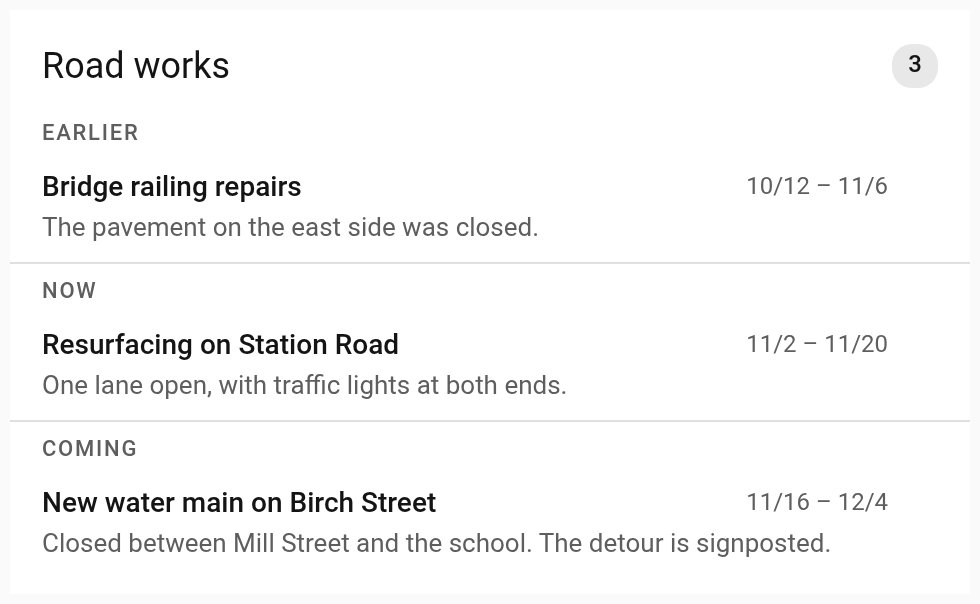 Road works
3
EARLIER
Bridge railing repairs
10/12 – 11/6
The pavement on the east side was closed.
NOW
Resurfacing on Station Road
11/2 – 11/20
One lane open, with traffic lights at both ends.
COMING
New water main on Birch Street
11/16 – 12/4
Closed between Mill Street and the school. The detour is signposted.